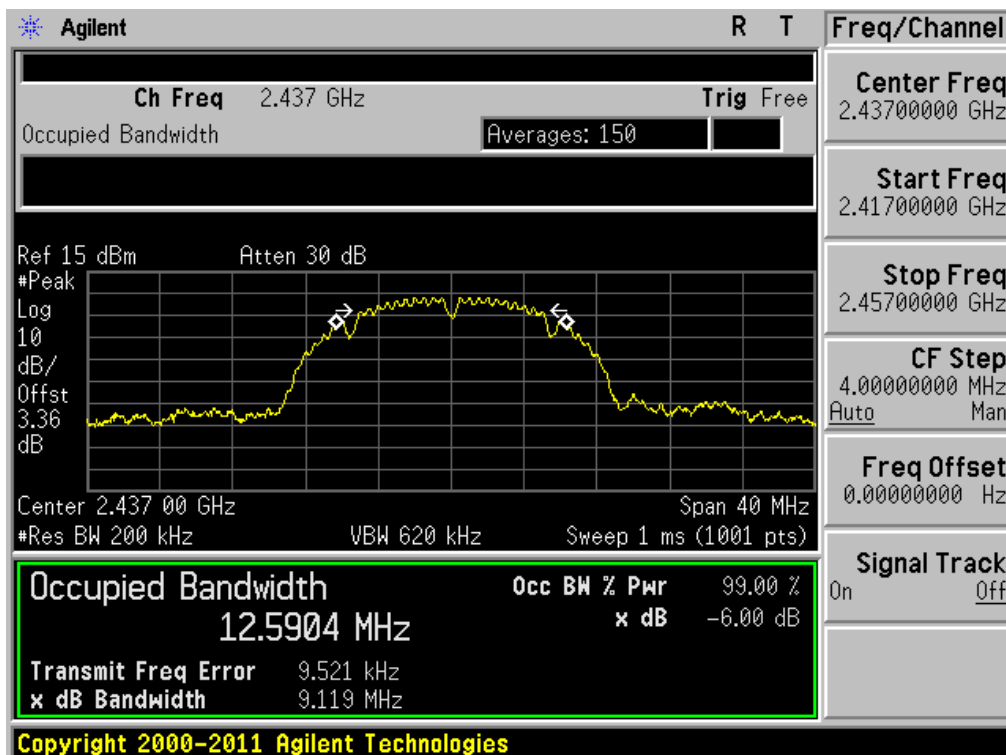 Agilent R T
Ch Freq 2.437 GHz Trig Free
Occupied Bandwidth Averages: 150
Ref 15 dBm Atten 30 dB
#Peak
Log
10
dB/
Offst
3.36
dB
Center 2.437 00 GHz Span 40 MHz
#Res BW 200 kHz VBW 620 kHz Sweep 1 ms (1001 pts)
Occupied Bandwidth Occ BW % Pwr 99.00 %
12.5904 MHz x dB -6.00 dB
Transmit Freq Error 9.521 kHz
x dB Bandwidth 9.119 MHz
Copyright 2000-2011 Agilent Technologies
Freq/Channel
Center Freq
2.43700000 GHz
Start Freq
2.41700000 GHz
Stop Freq
2.45700000 GHz
CF Step
4.00000000 MHz
Auto Man
Freq Offset
0.00000000 Hz
Signal Track
On Off